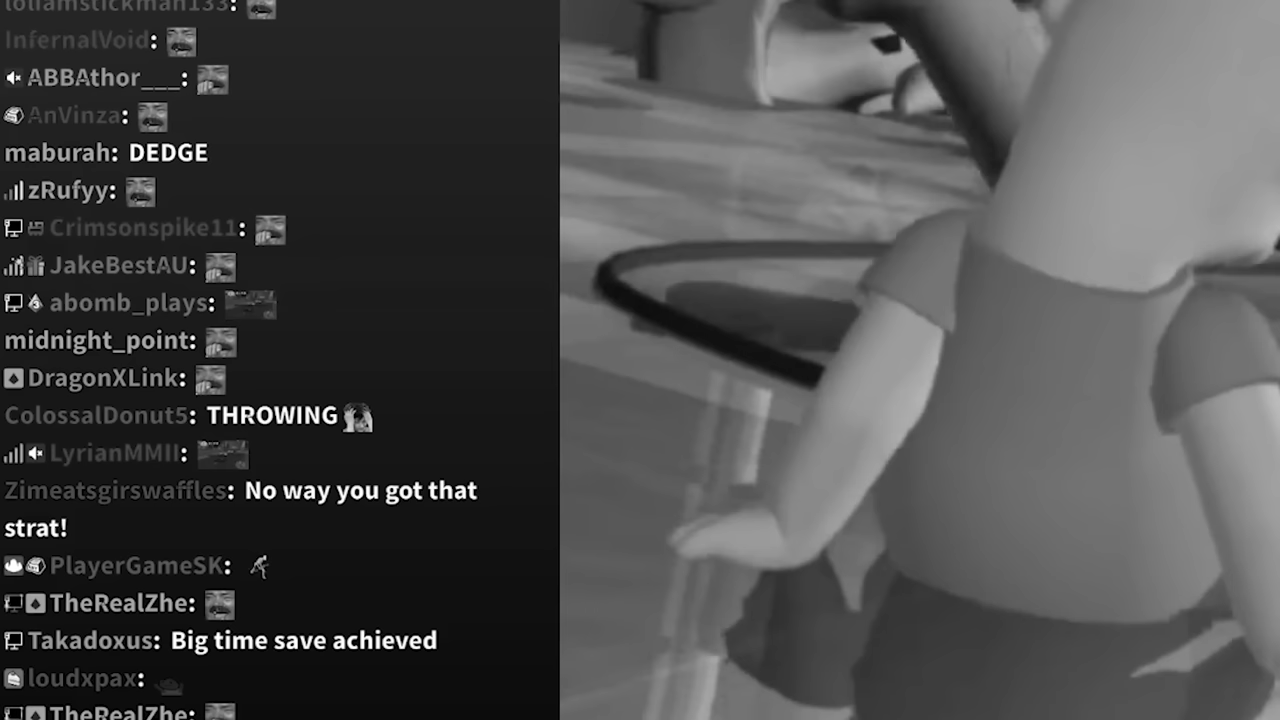 lollamstickman133:
InfernalVoid:
ABBAthor___:
AnVinza:
maburah: DEDGE
zRufyy:
Crimsonspike11:
JakeBestAU:
abomb_plays:
midnight_point:
DragonXLink:
ColossalDonut5: THROWING
LyrianMMII:
Zimeatsgirswaffles: No way you got that
strat!
PlayerGameSK:
TheRealZhe:
Takadoxus: Big time save achieved
loudxpax:
TheRealZhe: